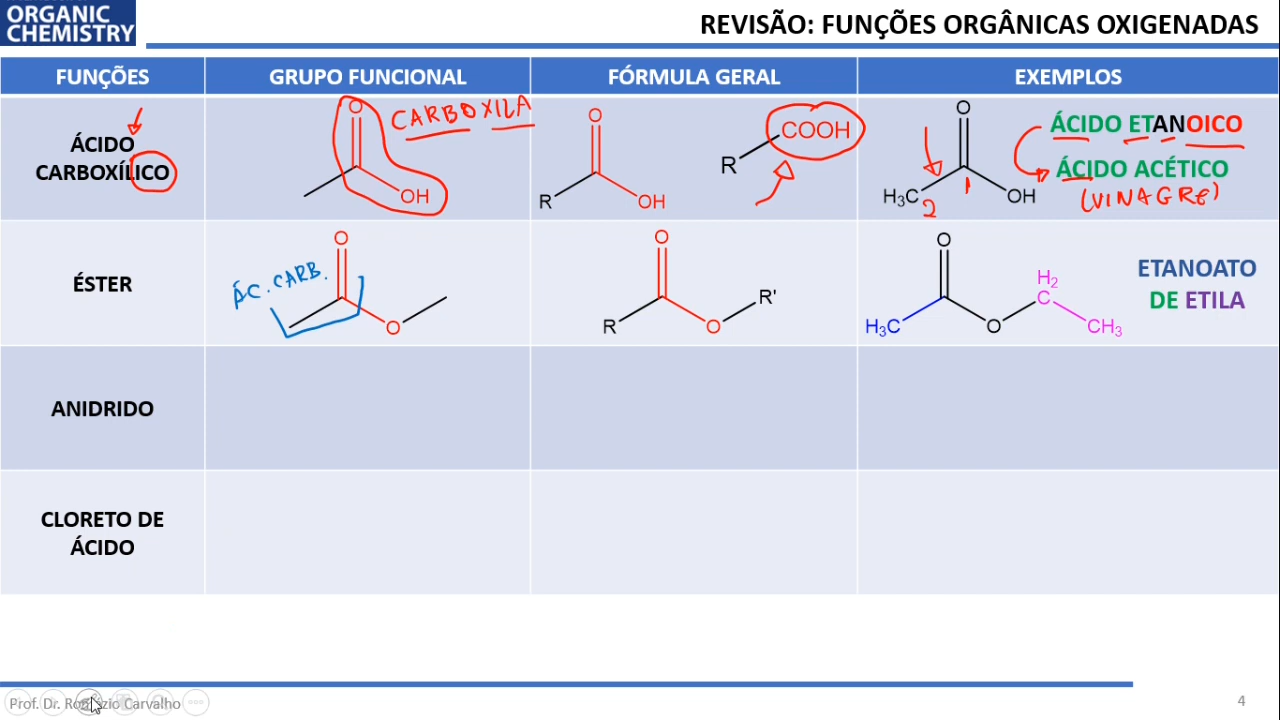 ORGANIC
CHEMISTRY
REVISÃO: FUNÇÕES ORGÂNICAS OXIGENADAS
FUNÇÕES
GRUPO FUNCIONAL
FÓRMULA GERAL
EXEMPLOS
ÁCIDO
CARBOXÍLICO
O
OH
CARBOXILA
O
R
OH
R
COOH
O
H₃C
OH
1
2
ÁCIDO ETANOICO
ÁCIDO ACÉTICO
(VINAGRE)
ÉSTER
O
O
ÁC. CARB.
O
R
O
R'
O
H₃C
O
H₂
C
CH₃
ETANOATO
DE ETILA
ANIDRIDO
CLORETO DE
ÁCIDO
Prof. Dr. Carvalho
4